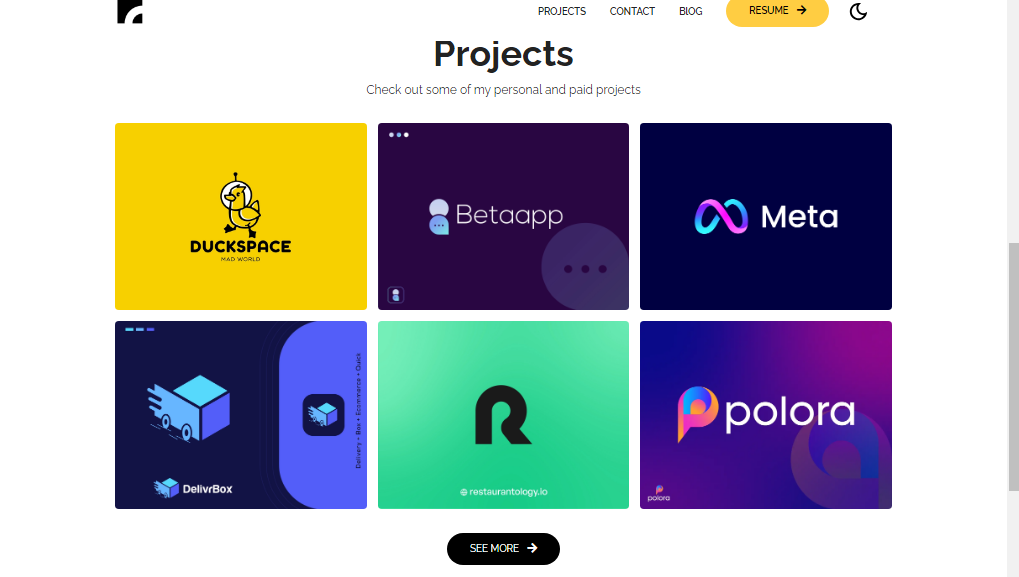 PROJECTS CONTACT BLOG RESUME
Projects
Check out some of my personal and paid projects
DUCKSPACE
MAD WORLD
Betaapp
Meta
Delivery • Box • Ecommerce • Quick
DelivrBox
R
restaurantology.io
polora
polora
SEE MORE